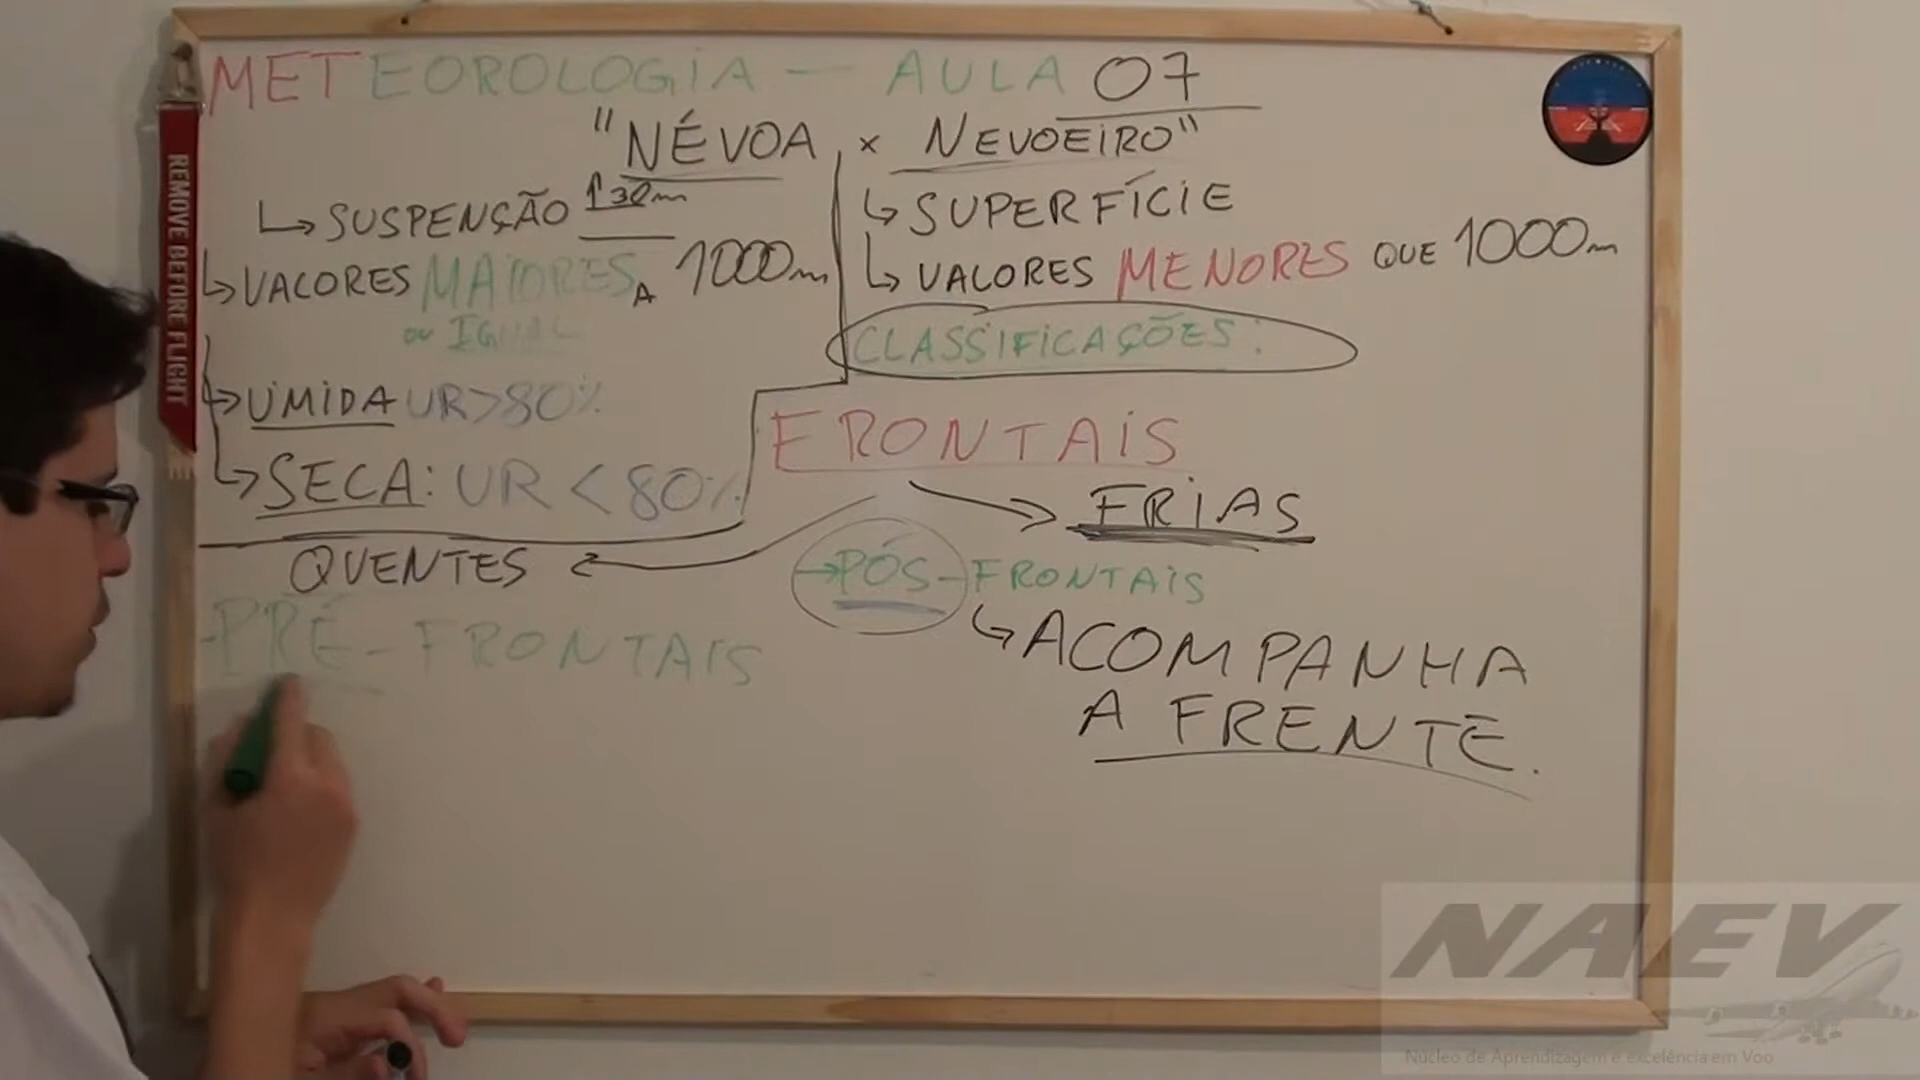 METEOROLOGIA — AULA 07
"NÉVOA × NEVOEIRO"
↳ SUSPENÇÃO ↑30m
↳ VALORES MAIORES A 1000m
OU IGUAL
↳ ÚMIDA UR>80%
↳ SECA: UR < 80%
↳ SUPERFÍCIE
↳ VALORES MENORES QUE 1000m
CLASSIFICAÇÕES:
FRONTAIS
FRIAS
→ PÓS-FRONTAIS
↳ ACOMPANHA
A FRENTE.
QUENTES
-PRÉ-FRONTAIS
REMOVE BEFORE FLIGHT
NAEV
Núcleo de Aprendizagem e excelência em Voo